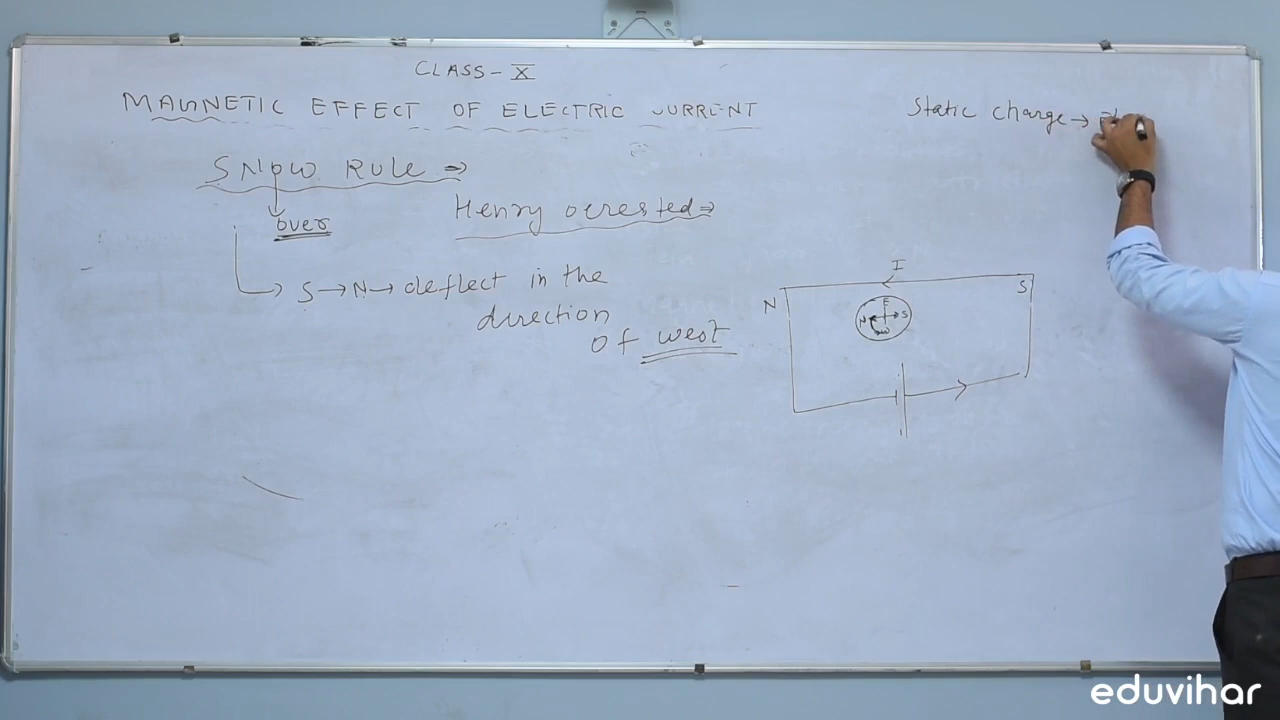 CLASS - X
MAGNETIC EFFECT OF ELECTRIC CURRENT
Static charge →
SNOW RULE ⇒
over
Henry oersted ⇒
S → N → deflect in the
direction
of west
I
N
S
E
N S
W
eduvihar